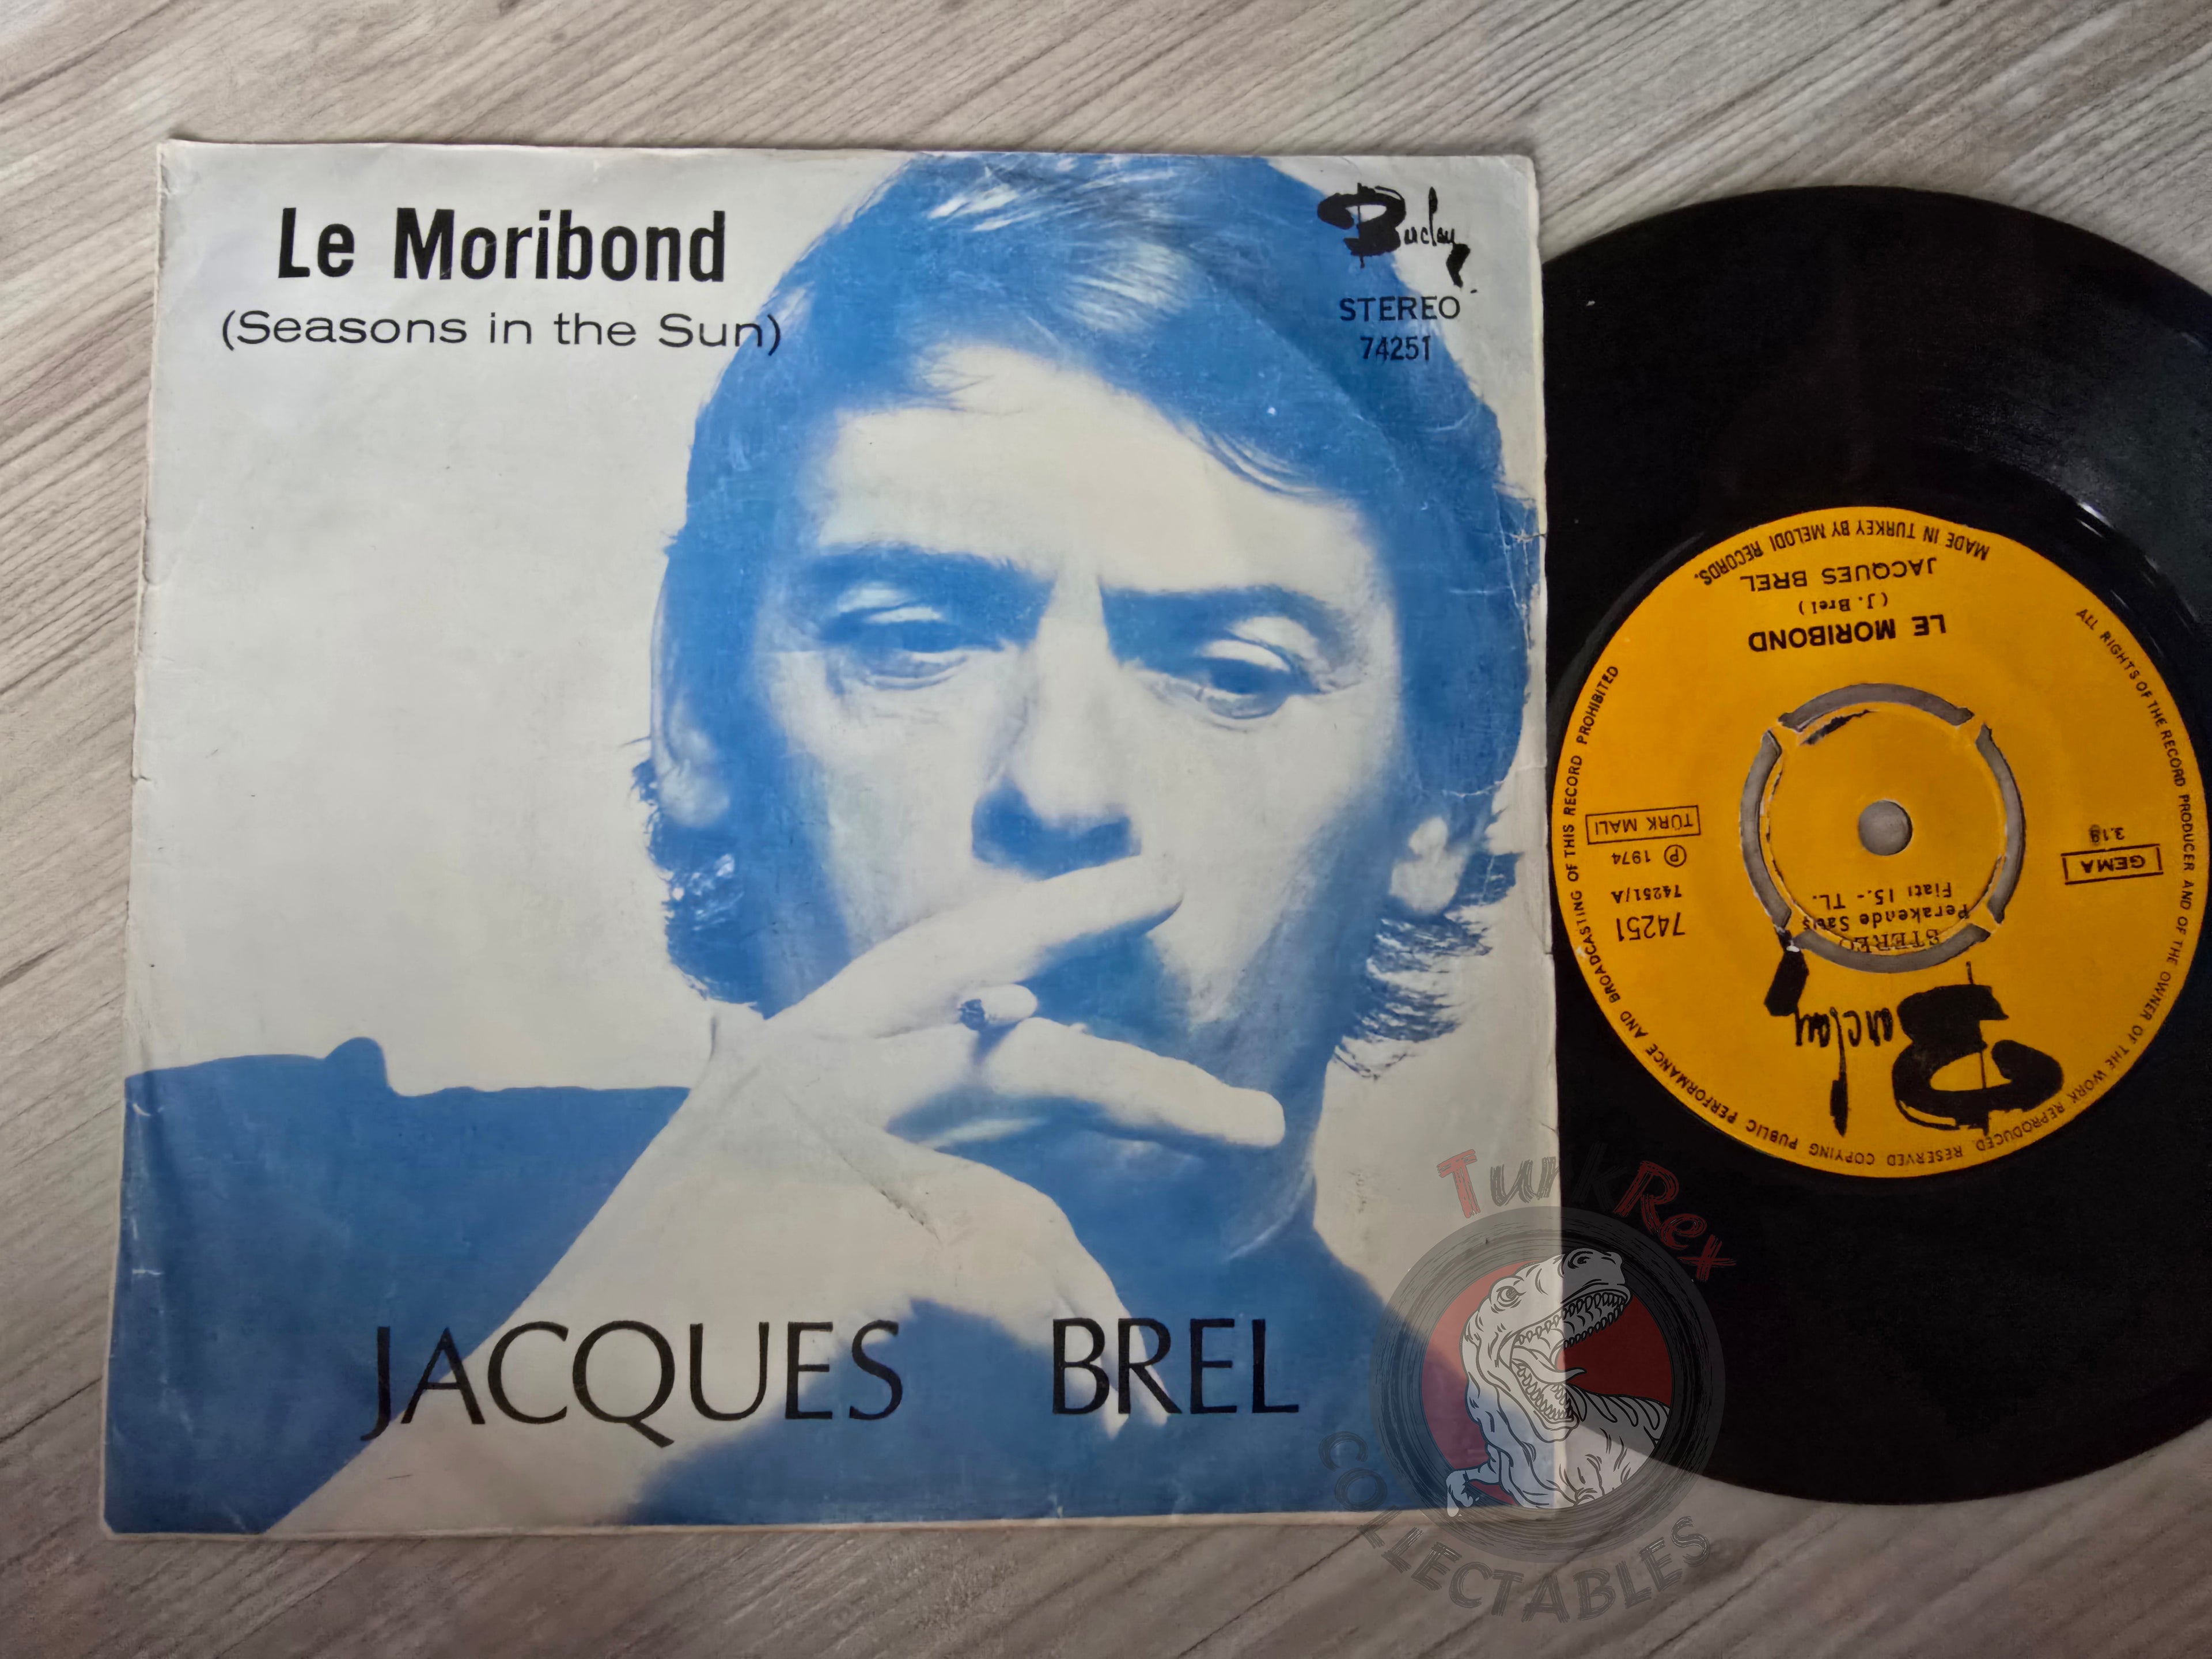 Le Moribond
(Seasons in the Sun)
Barclay
STEREO
74251
JACQUES BREL
MADE IN TURKEY BY MELODI RECORDS.
JACQUES BREL
(J. Brel)
LE MORIBOND
ALL RIGHTS OF THE RECORD PRODUCER AND OF THE OWNER OF THE WORK REPRODUCED RESERVED COPYING PUBLIC PERFORMANCE AND BROADCASTING OF THIS RECORD PROHIBITED
TÜRK MALI
℗ 1974
74251/A
74251
3.18
GEMA
Fiatı 15.- TL.
Perakende Satış
STEREO
Barclay
TurkRex
COLLECTABLES